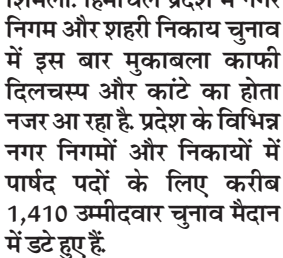 शिमला. हिमाचल प्रदेश में नगर
निगम और शहरी निकाय चुनाव
में इस बार मुकाबला काफी
दिलचस्प और कांटे का होता
नजर आ रहा है. प्रदेश के विभिन्न
नगर निगमों और निकायों में
पार्षद पदों के लिए करीब
1,410 उम्मीदवार चुनाव मैदान
में डटे हुए हैं.